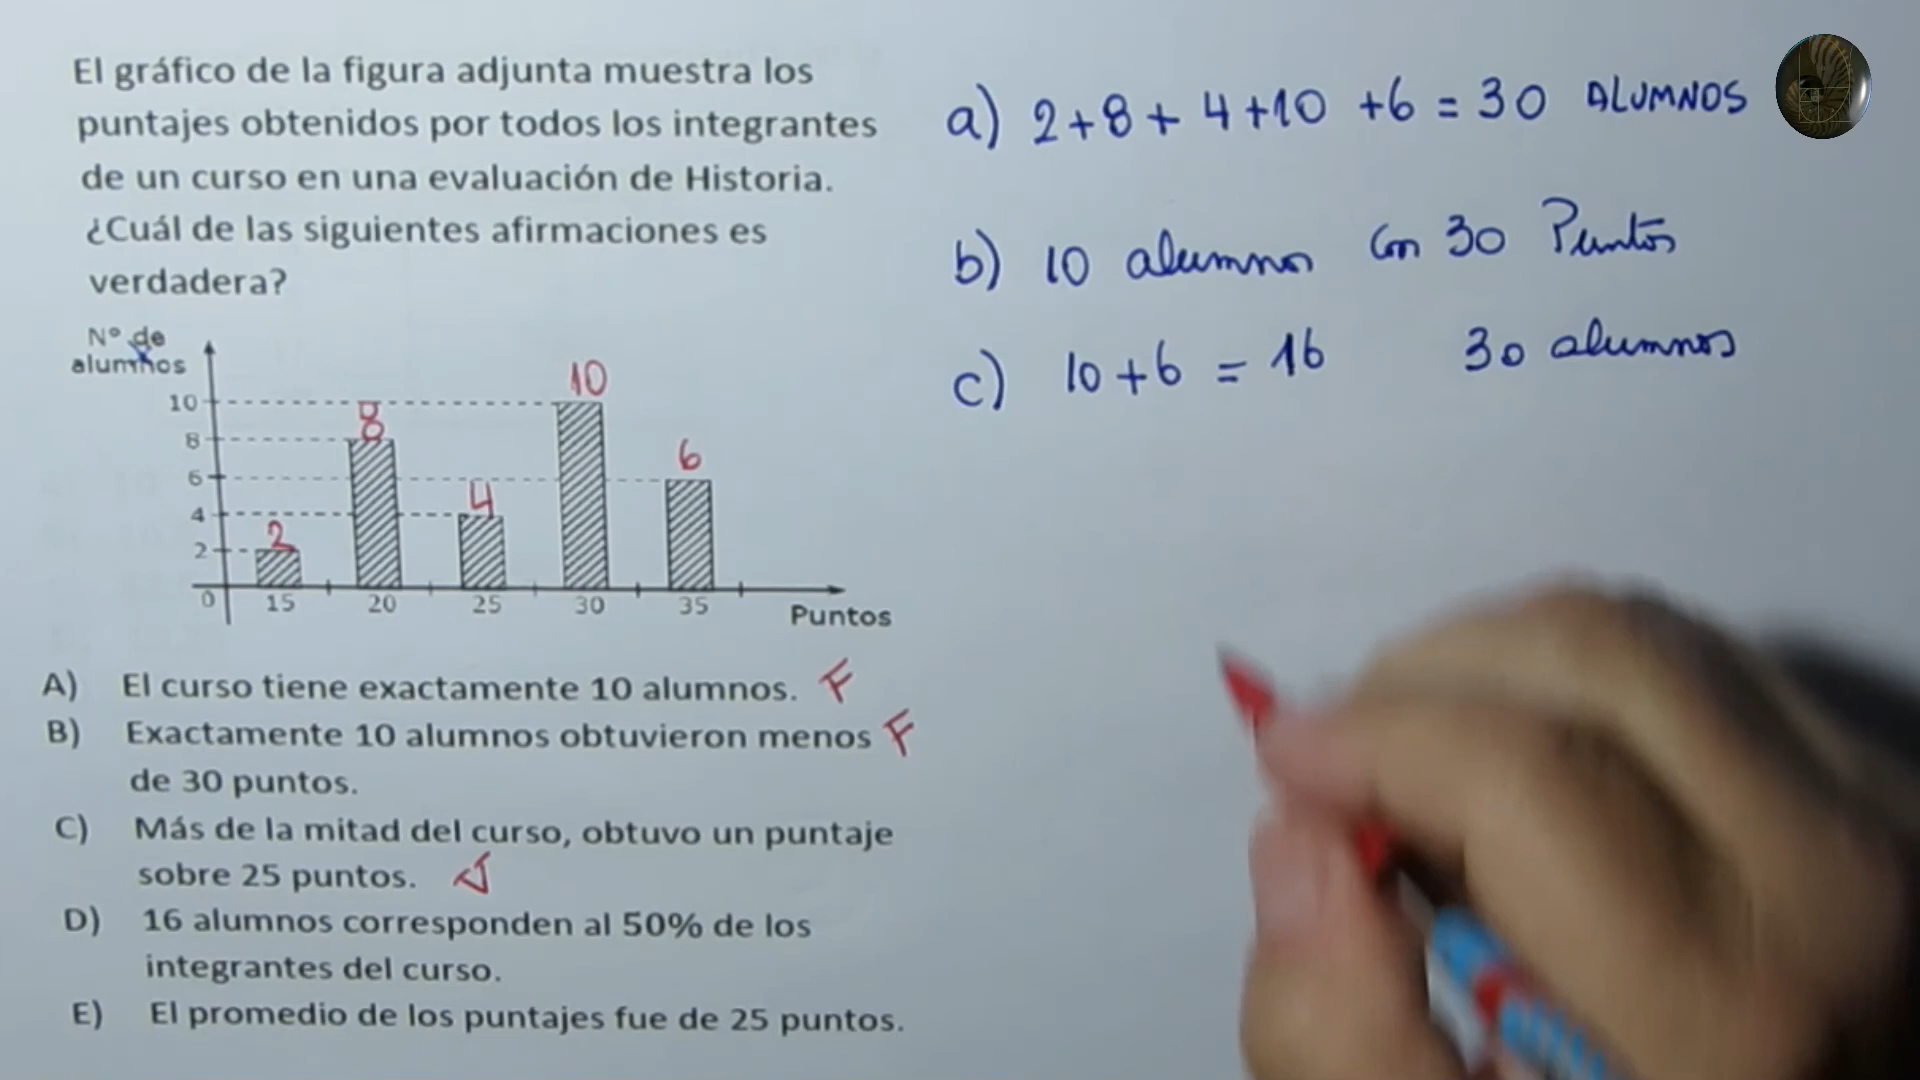 El gráfico de la figura adjunta muestra los
puntajes obtenidos por todos los integrantes
de un curso en una evaluación de Historia.
¿Cuál de las siguientes afirmaciones es
verdadera?
N° de
alumnos
10
8
6
4
2
0
15
20
25
30
35
Puntos
2
8
4
10
6
A) El curso tiene exactamente 10 alumnos. F
B) Exactamente 10 alumnos obtuvieron menos F
de 30 puntos.
C) Más de la mitad del curso, obtuvo un puntaje
sobre 25 puntos. V
D) 16 alumnos corresponden al 50% de los
integrantes del curso.
E) El promedio de los puntajes fue de 25 puntos.
a) 2+8+4+10+6 = 30 ALUMNOS
b) 10 alumnos con 30 Puntos
c) 10+6 = 16 30 alumnos